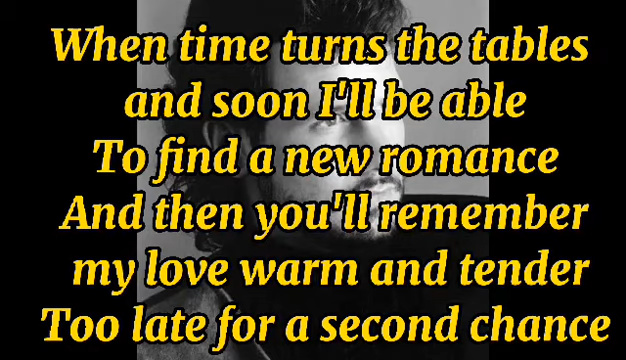 When time turns the tables
and soon I'll be able
To find a new romance
And then you'll remember
my love warm and tender
Too late for a second chance